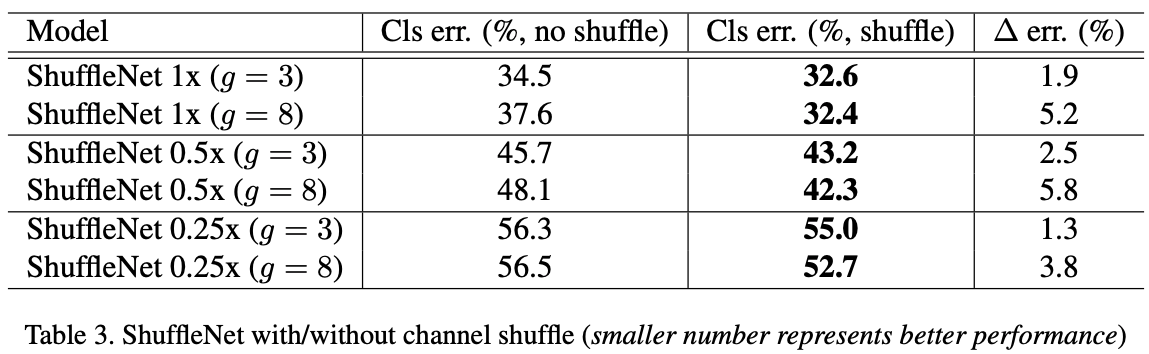 Model Cls err. (%, no shuffle) Cls err. (%, shuffle) Δ err. (%)
ShuffleNet 1x (g = 3) 34.5 32.6 1.9
ShuffleNet 1x (g = 8) 37.6 32.4 5.2
ShuffleNet 0.5x (g = 3) 45.7 43.2 2.5
ShuffleNet 0.5x (g = 8) 48.1 42.3 5.8
ShuffleNet 0.25x (g = 3) 56.3 55.0 1.3
ShuffleNet 0.25x (g = 8) 56.5 52.7 3.8
Table 3. ShuffleNet with/without channel shuffle (smaller number represents better performance)